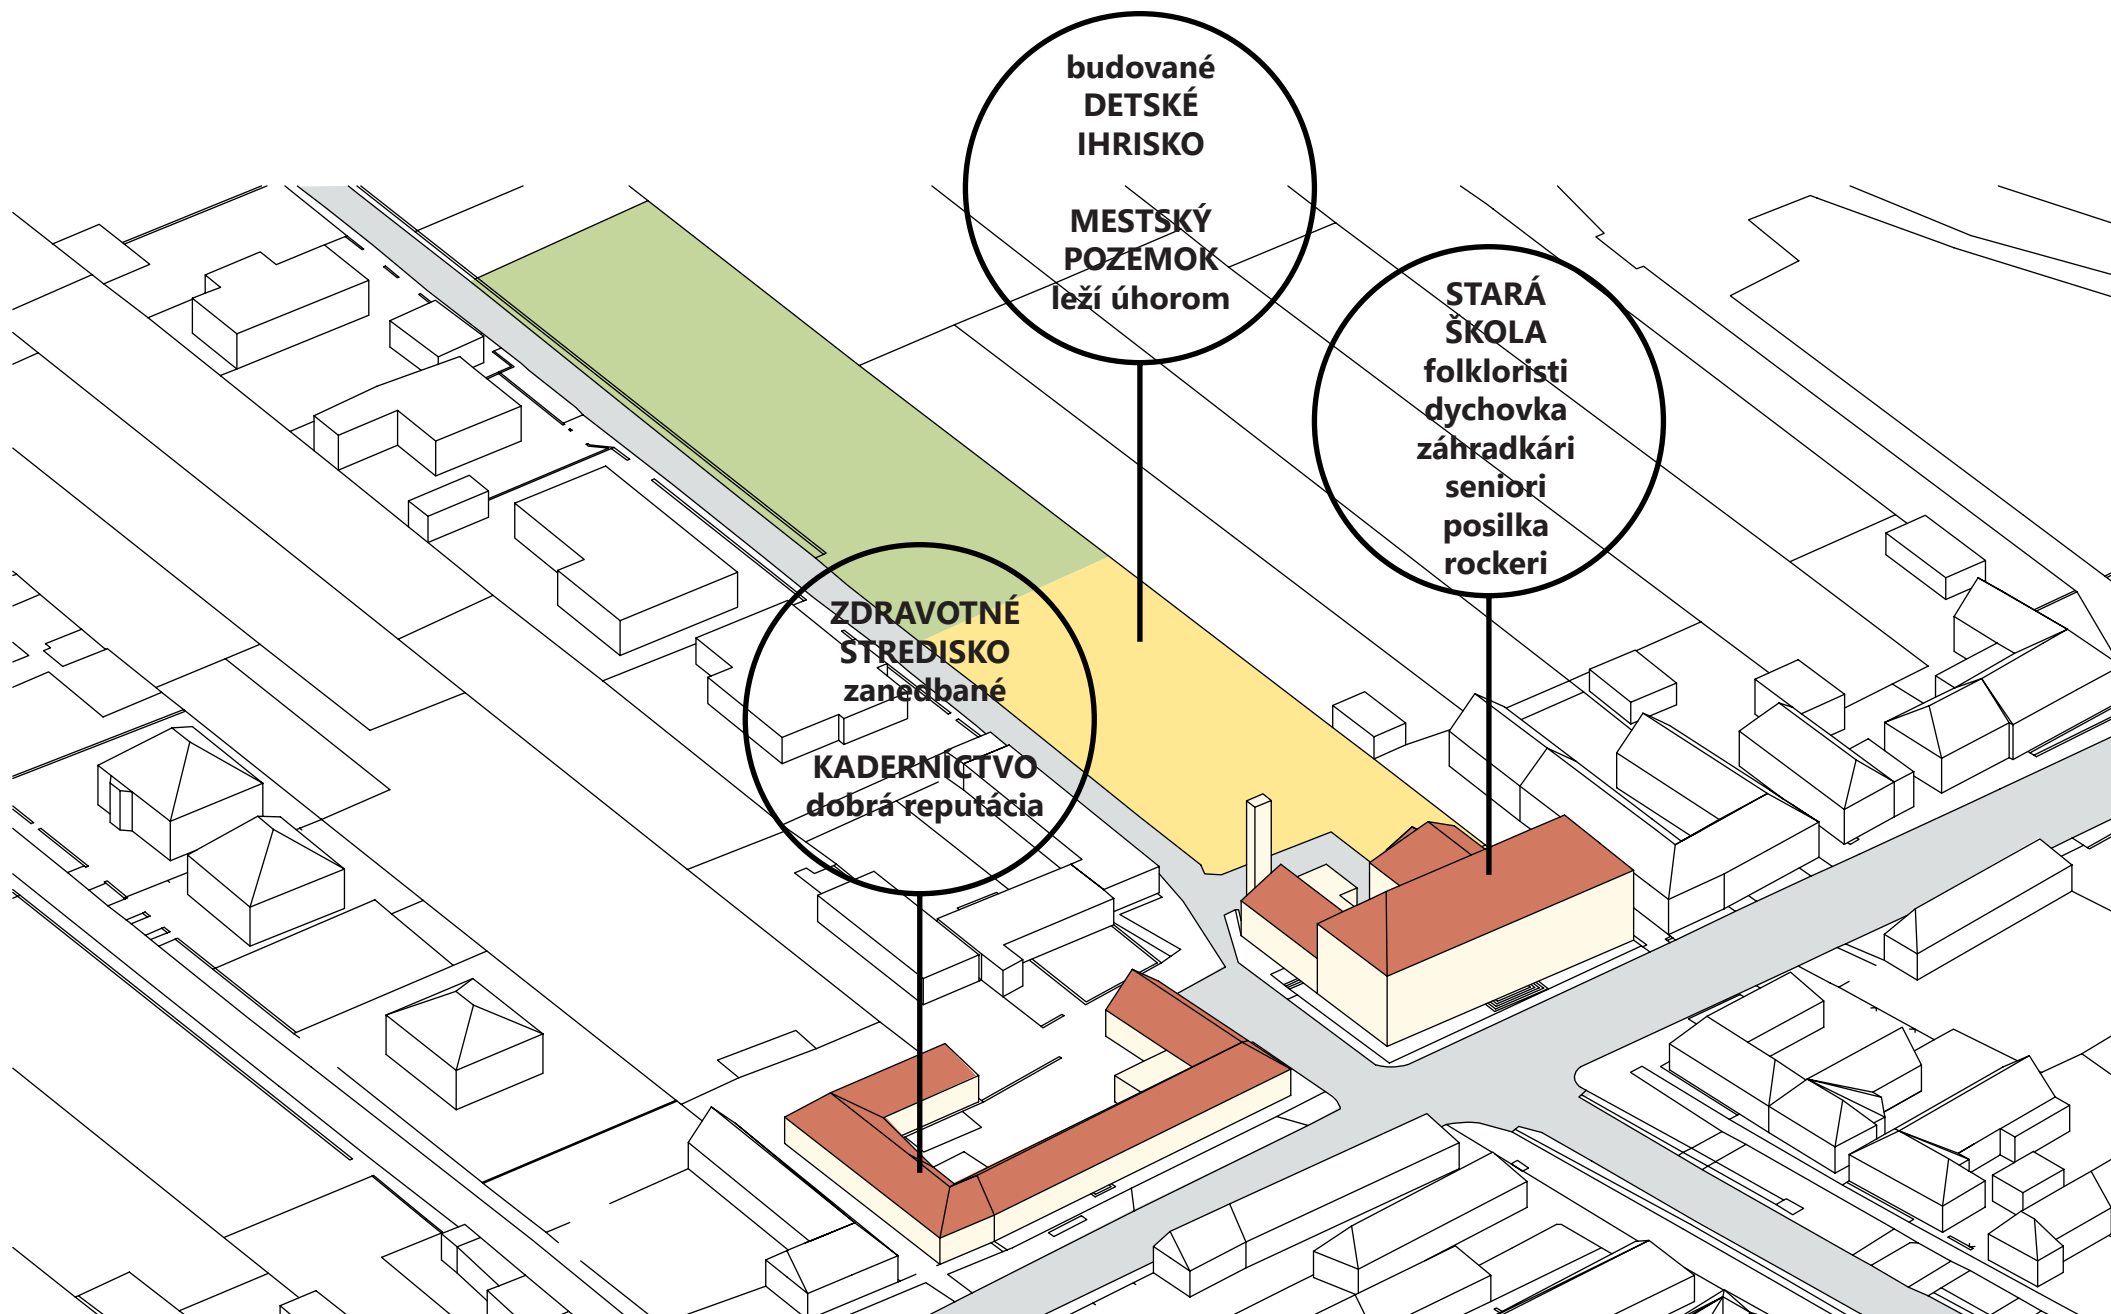 budované
DETSKÉ
IHRISKO
MESTSKÝ
POZEMOK
leží úhorom
STARÁ
ŠKOLA
folkloristi
dychovka
záhradkári
seniori
posilka
rockeri
ZDRAVOTNÉ
STREDISKO
zanedbané
KADERNÍCTVO
dobrá reputácia